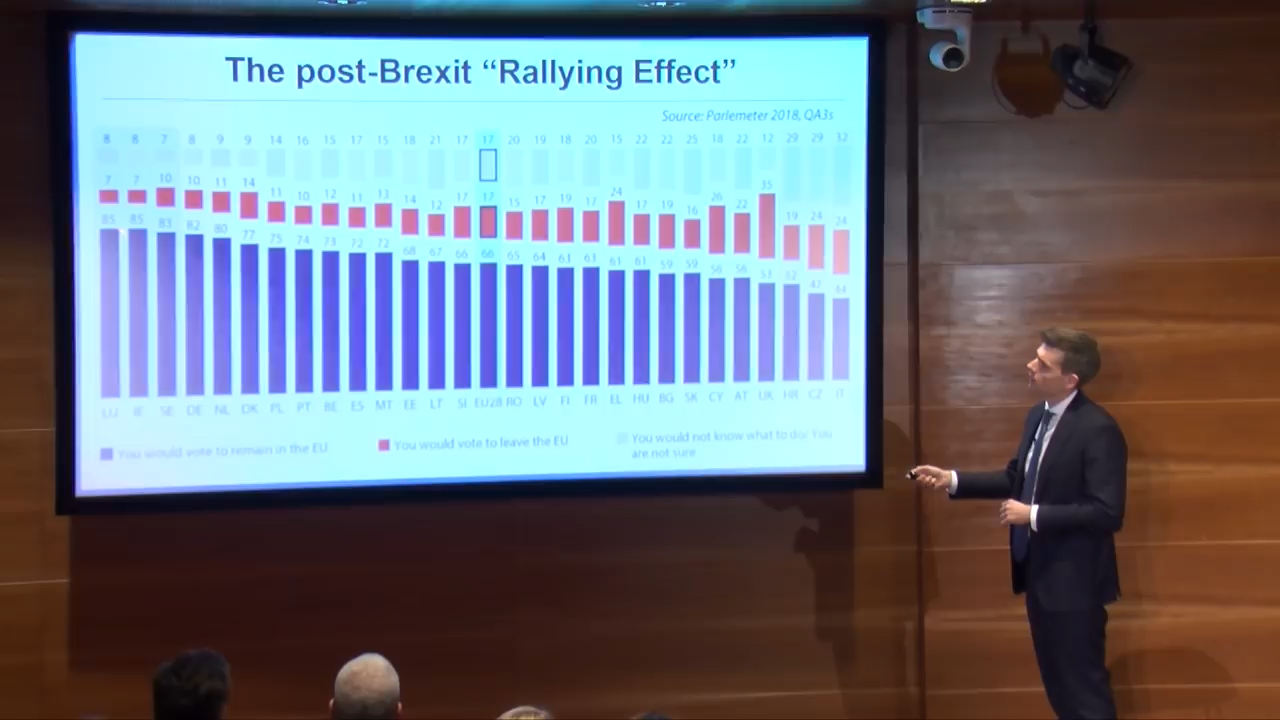 The post-Brexit “Rallying Effect”
Source: Parlemeter 2018, QA3s
8 8 7 8 9 9 14 16 15 17 15 18 21 17 17 20 19 18 20 15 22 22 25 18 22 12 29 29 32
7 7 10 10 11 14 11 10 12 11 13 14 12 17 17 15 17 19 17 24 17 19 16 26 22 35 19 24 24
85 85 83 82 80 77 75 74 73 72 72 68 67 66 66 65 64 63 61 61 59 59 56 56 53 52 47 44
LU IE SE DE NL DK PL PT BE ES MT EE LT SI EU28 RO LV FI FR EL HU BG SK CY AT UK HR CZ IT
You would vote to remain in the EU
You would vote to leave the EU
You would not know what to do/ You
are not sure